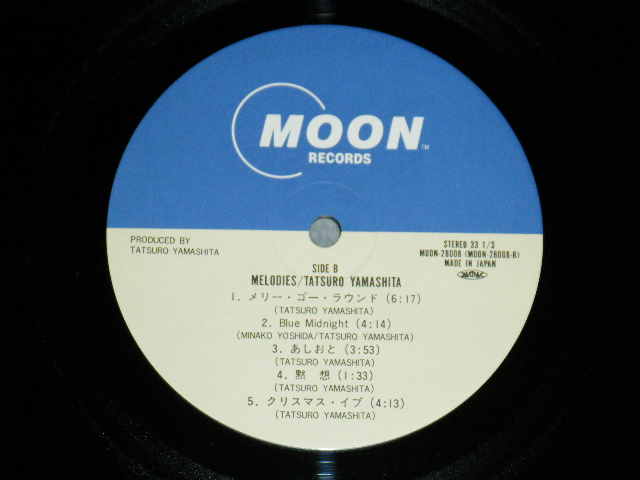 MOON
TM
RECORDS
PRODUCED BY
TATSURO YAMASHITA
STEREO 33 1/3
MOON-28008 (MOON-28008-B)
MADE IN JAPAN
SIDE B
MELODIES/TATSURO YAMASHITA
1. メリー・ゴー・ラウンド (6:17)
(TATSURO YAMASHITA)
2. Blue Midnight (4:14)
(MINAKO YOSHIDA/TATSURO YAMASHITA)
3. あしおと (3:53)
(TATSURO YAMASHITA)
4. 黙 想 (1:33)
(TATSURO YAMASHITA)
5. クリスマス・イブ (4:13)
(TATSURO YAMASHITA)